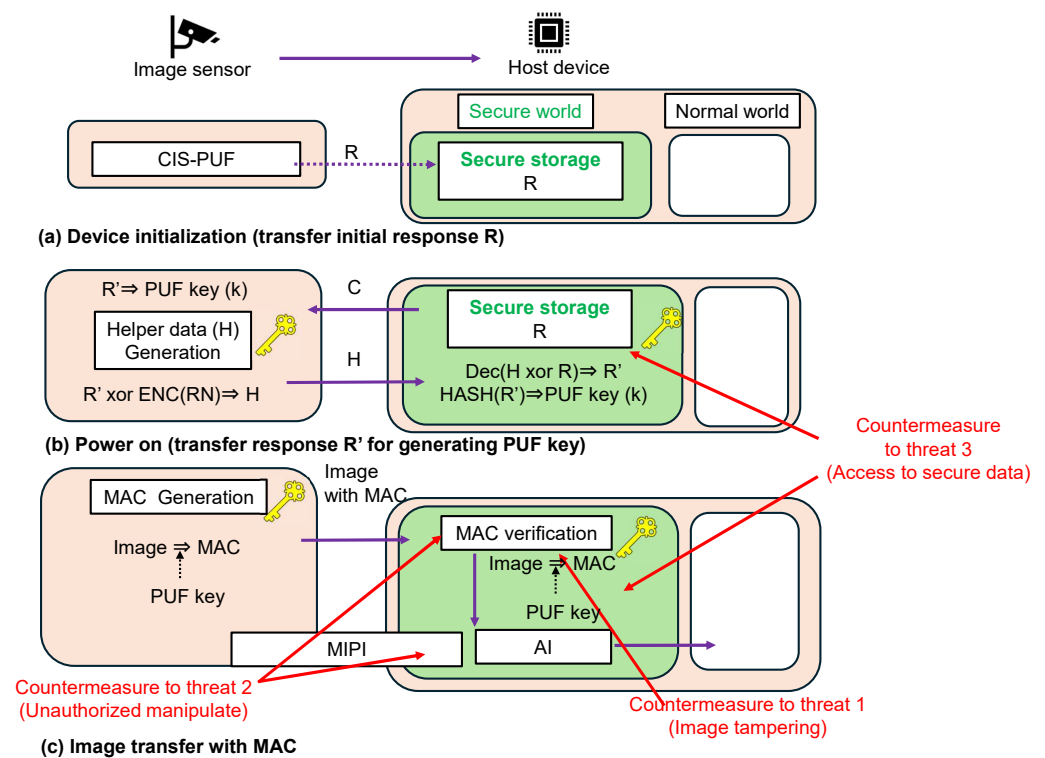 Image sensor
Host device
Secure world
Normal world
CIS-PUF
R
Secure storage
R
(a) Device initialization (transfer initial response R)
R’⇒ PUF key (k)
C
Secure storage
R
Helper data (H)
Generation
H
Dec(H xor R)⇒ R’
R’ xor ENC(RN)⇒ H
HASH(R’)⇒PUF key (k)
(b) Power on (transfer response R’ for generating PUF key)
Countermeasure
to threat 3
(Access to secure data)
Image
with MAC
MAC Generation
MAC verification
Image ⇒ MAC
Image ⇒ MAC
PUF key
PUF key
MIPI
AI
Countermeasure to threat 2
(Unauthorized manipulate)
Countermeasure to threat 1
(Image tampering)
(c) Image transfer with MAC